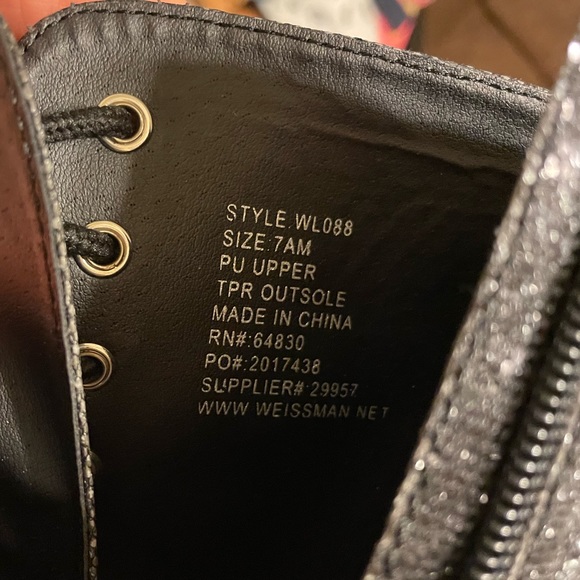 STYLE.WL088
SIZE:7AM
PU UPPER
TPR OUTSOLE
MADE IN CHINA
RN#:64830
PO#:2017438
SUPPLIER#:29957
WWW WEISSMAN.NET